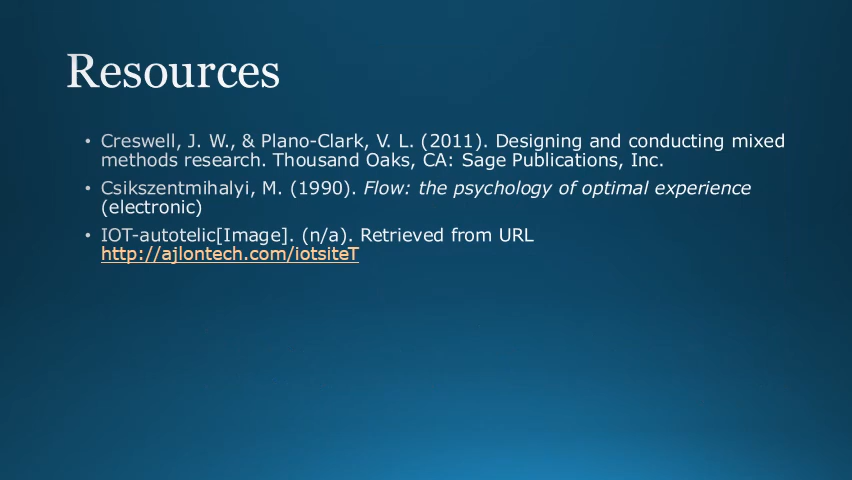 Resources
• Creswell, J. W., & Plano-Clark, V. L. (2011). Designing and conducting mixed
methods research. Thousand Oaks, CA: Sage Publications, Inc.
• Csikszentmihalyi, M. (1990). Flow: the psychology of optimal experience
(electronic)
• IOT-autotelic[Image]. (n/a). Retrieved from URL
http://ajlontech.com/iotsiteT